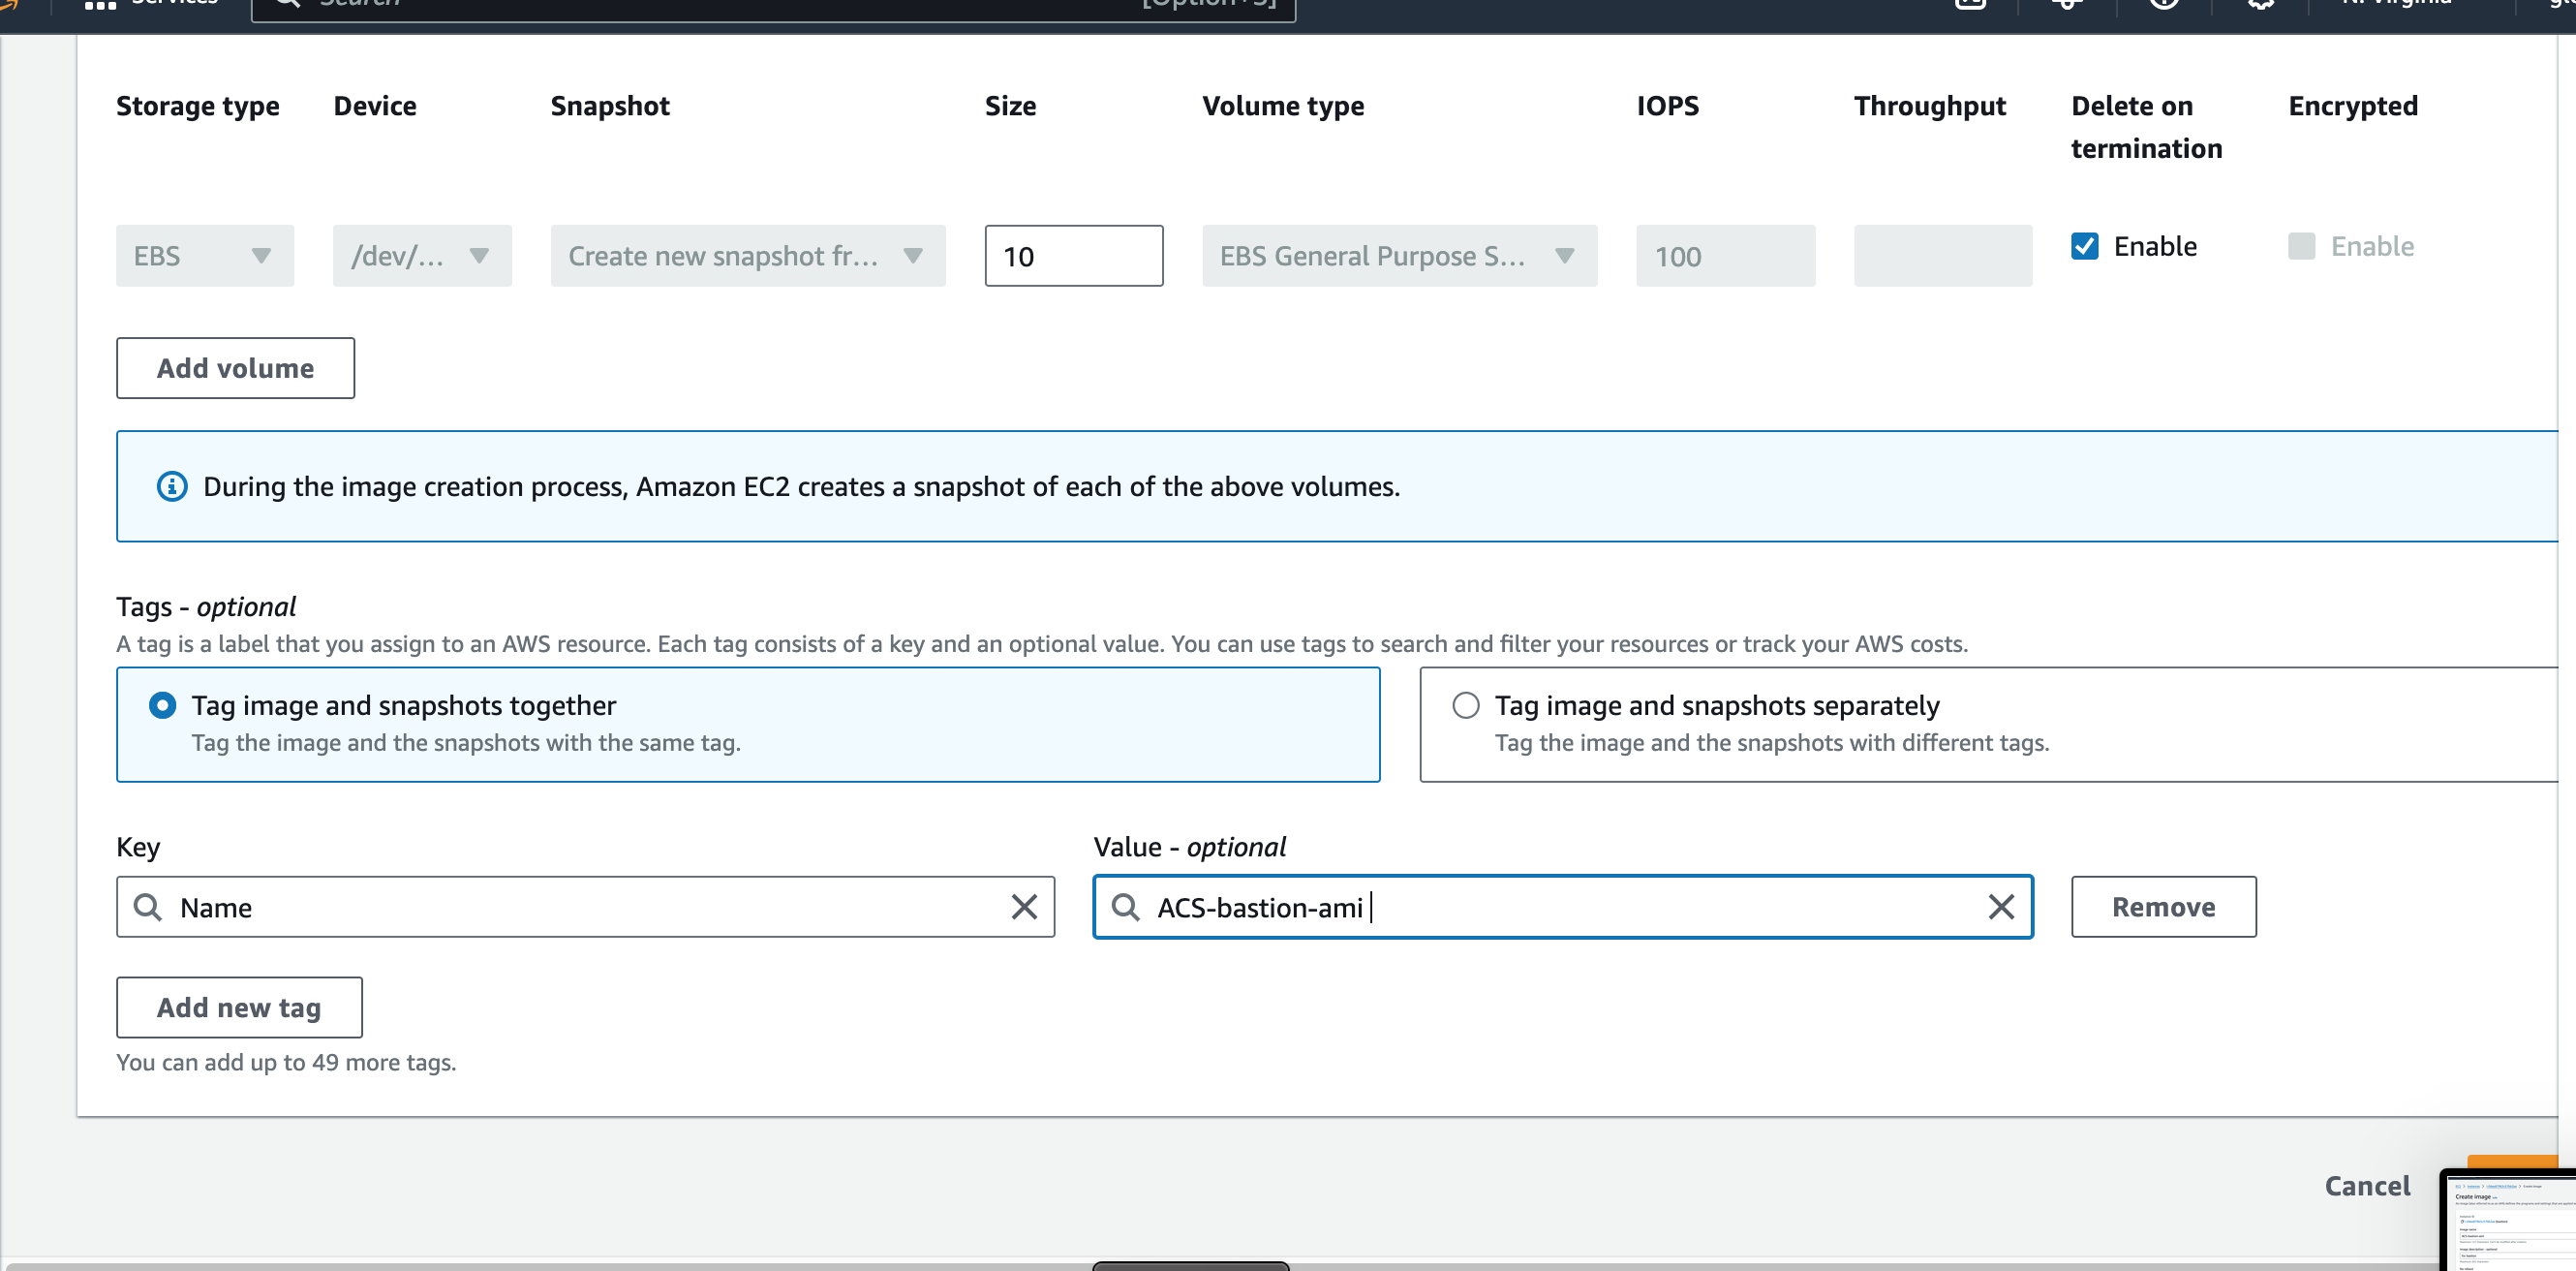 Services
Search
[Option+S]
N. Virginia
Storage type
Device
Snapshot
Size
Volume type
IOPS
Throughput
Delete on
termination
Encrypted
EBS
/dev/...
Create new snapshot fr...
10
EBS General Purpose S...
100
Enable
Enable
Add volume
During the image creation process, Amazon EC2 creates a snapshot of each of the above volumes.
Tags - optional
A tag is a label that you assign to an AWS resource. Each tag consists of a key and an optional value. You can use tags to search and filter your resources or track your AWS costs.
Tag image and snapshots together
Tag the image and the snapshots with the same tag.
Tag image and snapshots separately
Tag the image and the snapshots with different tags.
Key
Value - optional
Name
ACS-bastion-ami
Remove
Add new tag
You can add up to 49 more tags.
Cancel
Create image